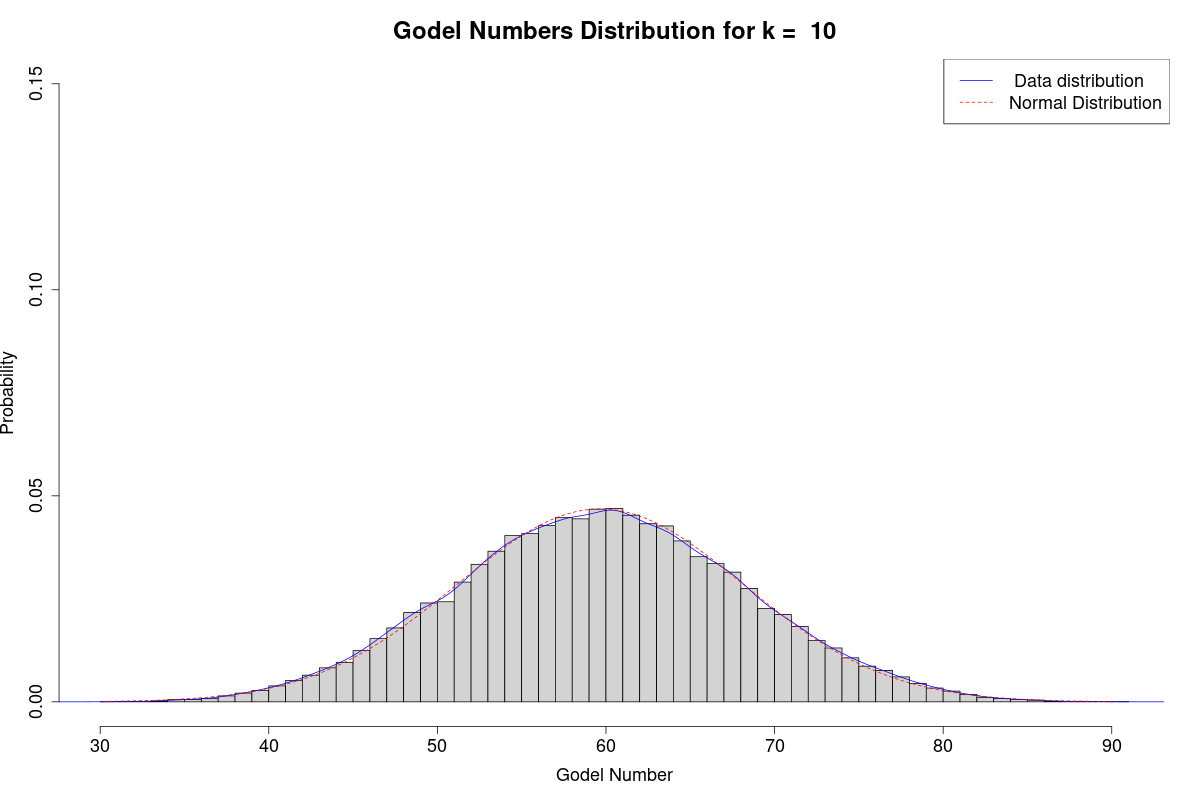 Godel Numbers Distribution for k =  10
Data distribution
Normal Distribution
0.15
0.10
0.05
0.00
Probability
30 40 50 60 70 80 90
Godel Number